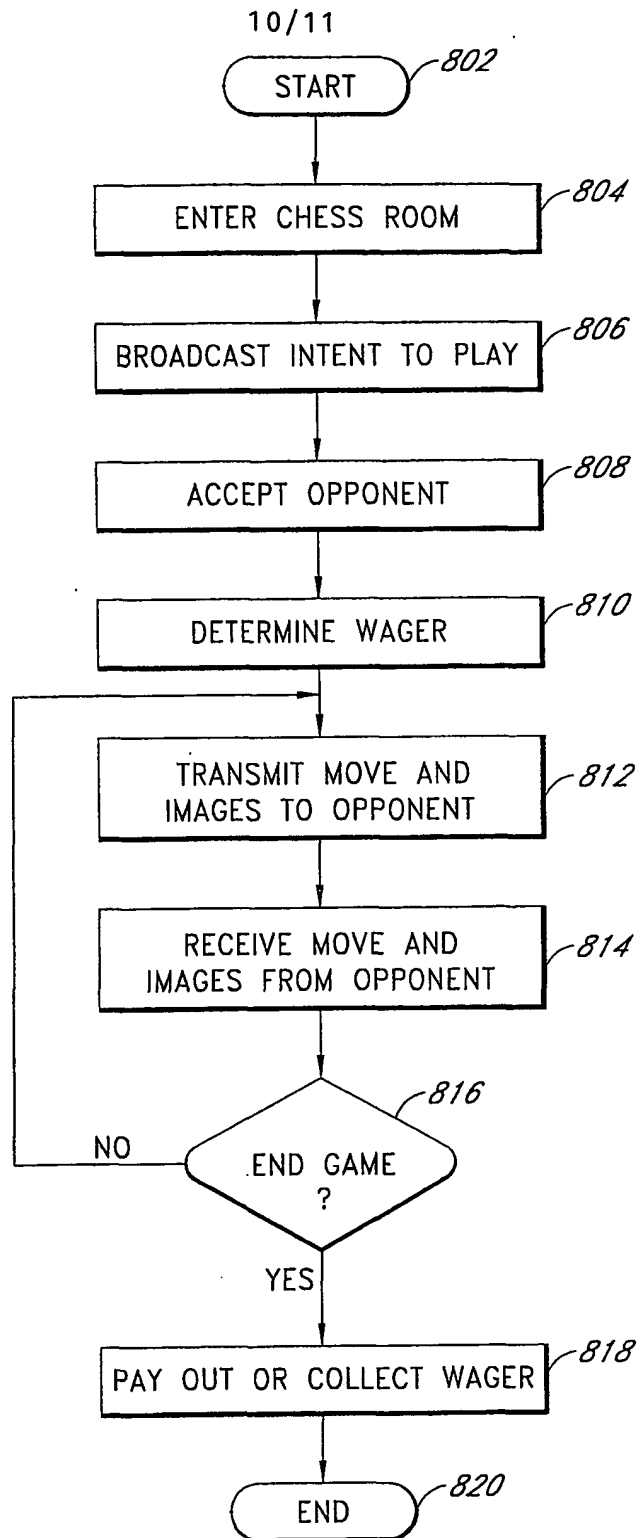 10/11
START
802
ENTER CHESS ROOM
804
BROADCAST INTENT TO PLAY
806
ACCEPT OPPONENT
808
DETERMINE WAGER
810
TRANSMIT MOVE AND
IMAGES TO OPPONENT
812
RECEIVE MOVE AND
IMAGES FROM OPPONENT
814
END GAME
?
816
NO
YES
PAY OUT OR COLLECT WAGER
818
END
820